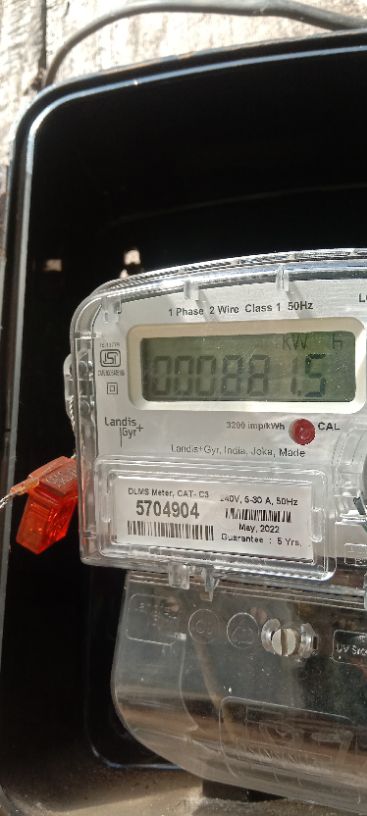 1 Phase 2 Wire Class 1 50Hz
KW h
000881.5
Landis
Gyr+
3200 imp/kWh
CAL
Landis+Gyr, India, Joka, Made
DLMS Meter, CAT- C3
240V, 5-30 A, 50Hz
5704904
May, 2022
Guarantee : 5 Yrs.